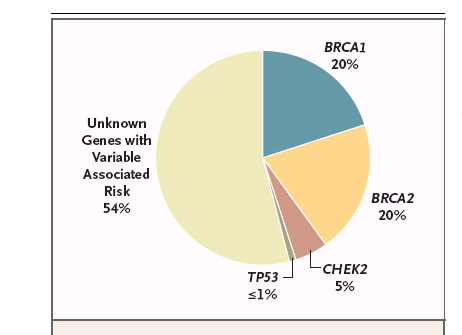 BRCA1
20%
Unknown
Genes with
Variable
Associated
Risk
54%
BRCA2
20%
CHEK2
5%
TP53
≤1%